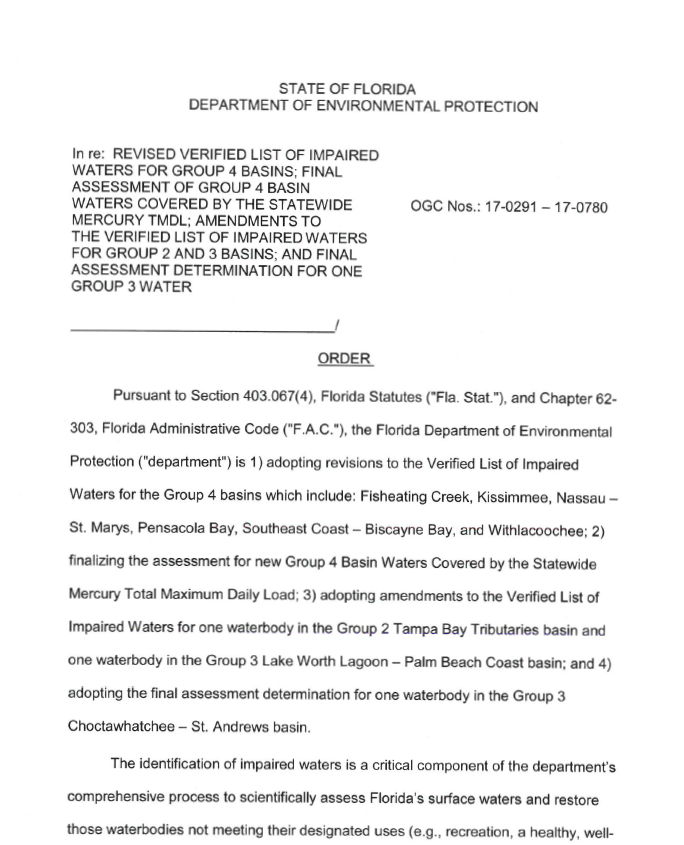 STATE OF FLORIDA
DEPARTMENT OF ENVIRONMENTAL PROTECTION
In re: REVISED VERIFIED LIST OF IMPAIRED
WATERS FOR GROUP 4 BASINS; FINAL
ASSESSMENT OF GROUP 4 BASIN
WATERS COVERED BY THE STATEWIDE
MERCURY TMDL; AMENDMENTS TO
THE VERIFIED LIST OF IMPAIRED WATERS
FOR GROUP 2 AND 3 BASINS; AND FINAL
ASSESSMENT DETERMINATION FOR ONE
GROUP 3 WATER
OGC Nos.: 17-0291 – 17-0780
/
ORDER
Pursuant to Section 403.067(4), Florida Statutes ("Fla. Stat."), and Chapter 62-
303, Florida Administrative Code ("F.A.C."), the Florida Department of Environmental
Protection ("department") is 1) adopting revisions to the Verified List of Impaired
Waters for the Group 4 basins which include: Fisheating Creek, Kissimmee, Nassau –
St. Marys, Pensacola Bay, Southeast Coast – Biscayne Bay, and Withlacoochee; 2)
finalizing the assessment for new Group 4 Basin Waters Covered by the Statewide
Mercury Total Maximum Daily Load; 3) adopting amendments to the Verified List of
Impaired Waters for one waterbody in the Group 2 Tampa Bay Tributaries basin and
one waterbody in the Group 3 Lake Worth Lagoon – Palm Beach Coast basin; and 4)
adopting the final assessment determination for one waterbody in the Group 3
Choctawhatchee – St. Andrews basin.
The identification of impaired waters is a critical component of the department's
comprehensive process to scientifically assess Florida's surface waters and restore
those waterbodies not meeting their designated uses (e.g., recreation, a healthy, well-